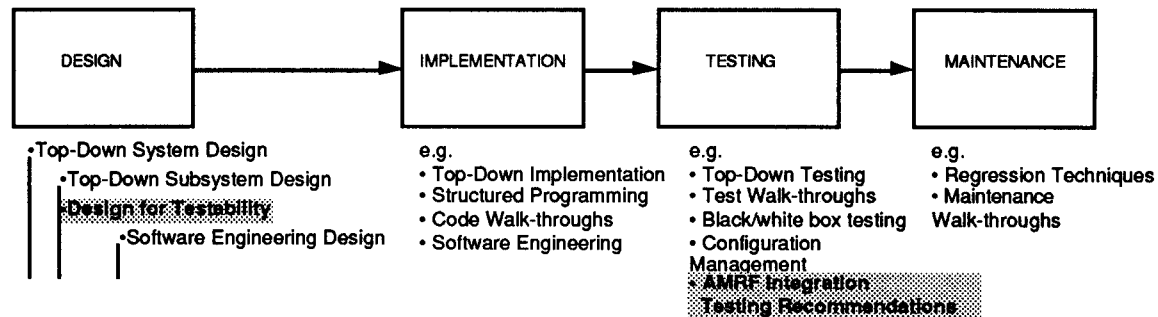 DESIGN
IMPLEMENTATION
TESTING
MAINTENANCE
•Top-Down System Design
•Top-Down Subsystem Design
•Design for Testability
•Software Engineering Design
e.g.
• Top-Down Implementation
• Structured Programming
• Code Walk-throughs
• Software Engineering
e.g.
• Top-Down Testing
• Test Walk-throughs
• Black/white box testing
• Configuration
Management
• AMRF Integration
Testing Recommendations
e.g.
• Regression Techniques
• Maintenance
Walk-throughs